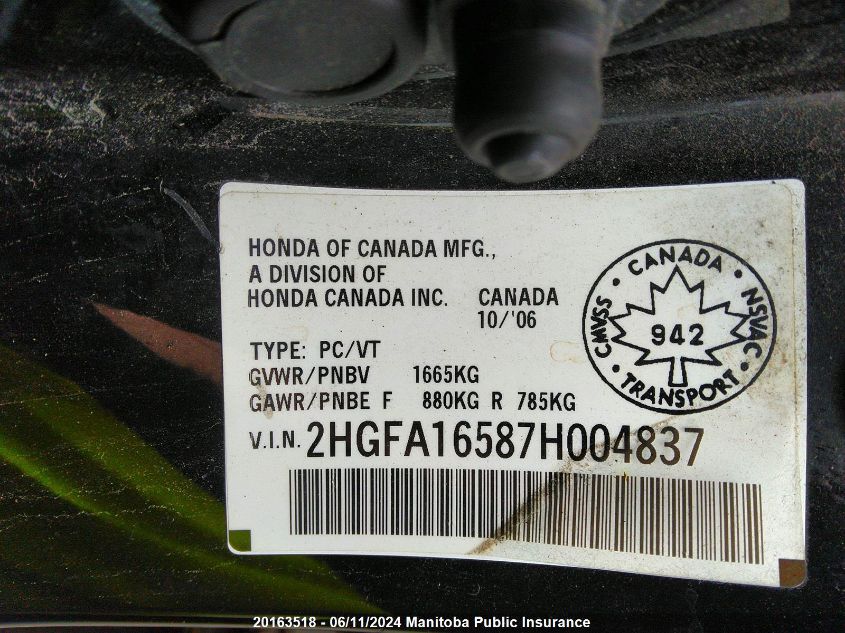 HONDA OF CANADA MFG.,
A DIVISION OF
HONDA CANADA INC. CANADA
10/'06
TYPE: PC/VT
GVWR/PNBV 1665KG
GAWR/PNBE F 880KG R 785KG
V.I.N. 2HGFA16587H004837
• CANADA •
CMVSS 942 NSVAC
• TRANSPORT •
20163518 - 06/11/2024 Manitoba Public Insurance